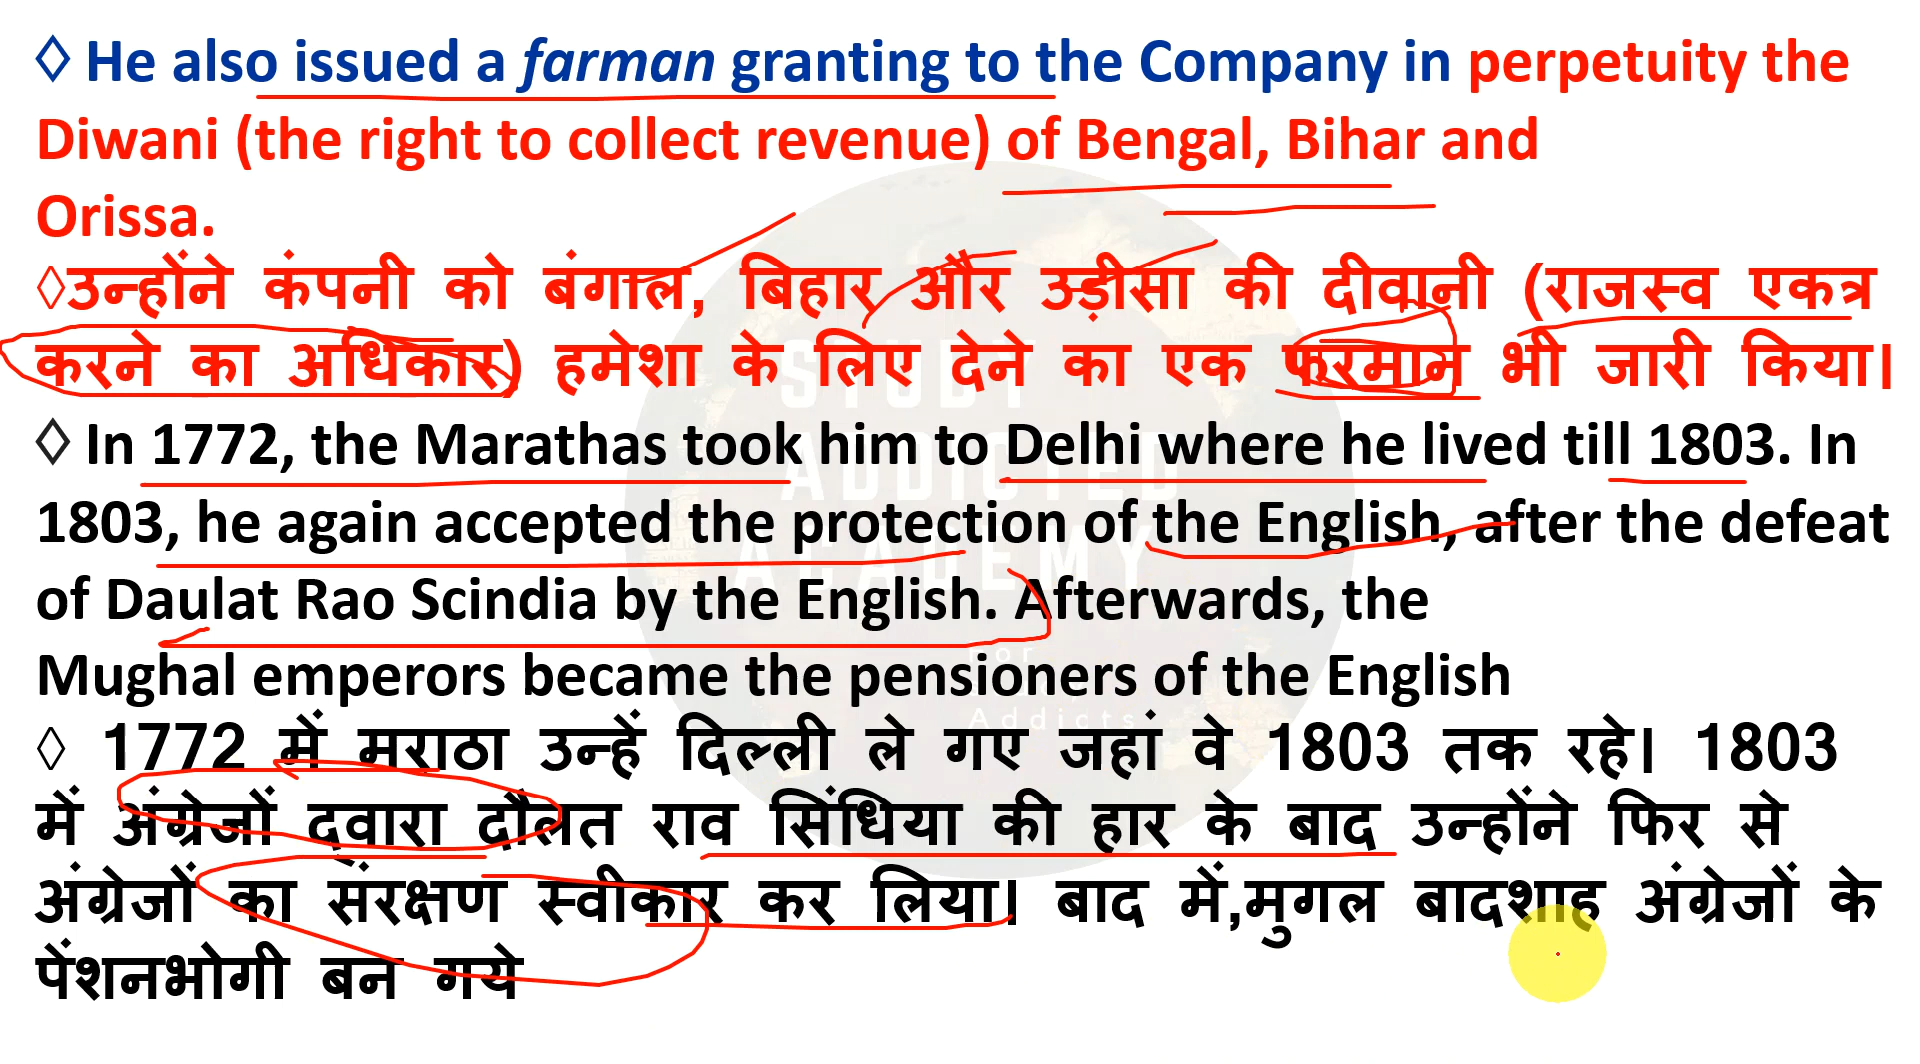 ◊ He also issued a farman granting to the Company in perpetuity the
Diwani (the right to collect revenue) of Bengal, Bihar and
Orissa.
◊उन्होंने कंपनी को बंगाल, बिहार और उड़ीसा की दीवानी (राजस्व एकत्र
करने का अधिकार) हमेशा के लिए देने का एक फरमान भी जारी किया।
◊ In 1772, the Marathas took him to Delhi where he lived till 1803. In
1803, he again accepted the protection of the English, after the defeat
of Daulat Rao Scindia by the English. Afterwards, the
Mughal emperors became the pensioners of the English
◊ 1772 में मराठा उन्हें दिल्ली ले गए जहां वे 1803 तक रहे। 1803
में अंग्रेजों द्वारा दौलत राव सिंधिया की हार के बाद उन्होंने फिर से
अंग्रेजों का संरक्षण स्वीकार कर लिया। बाद में,मुगल बादशाह अंग्रेजों के
पेंशनभोगी बन गये
STUDY
ADDICTED
ACADEMY
For
Addicts